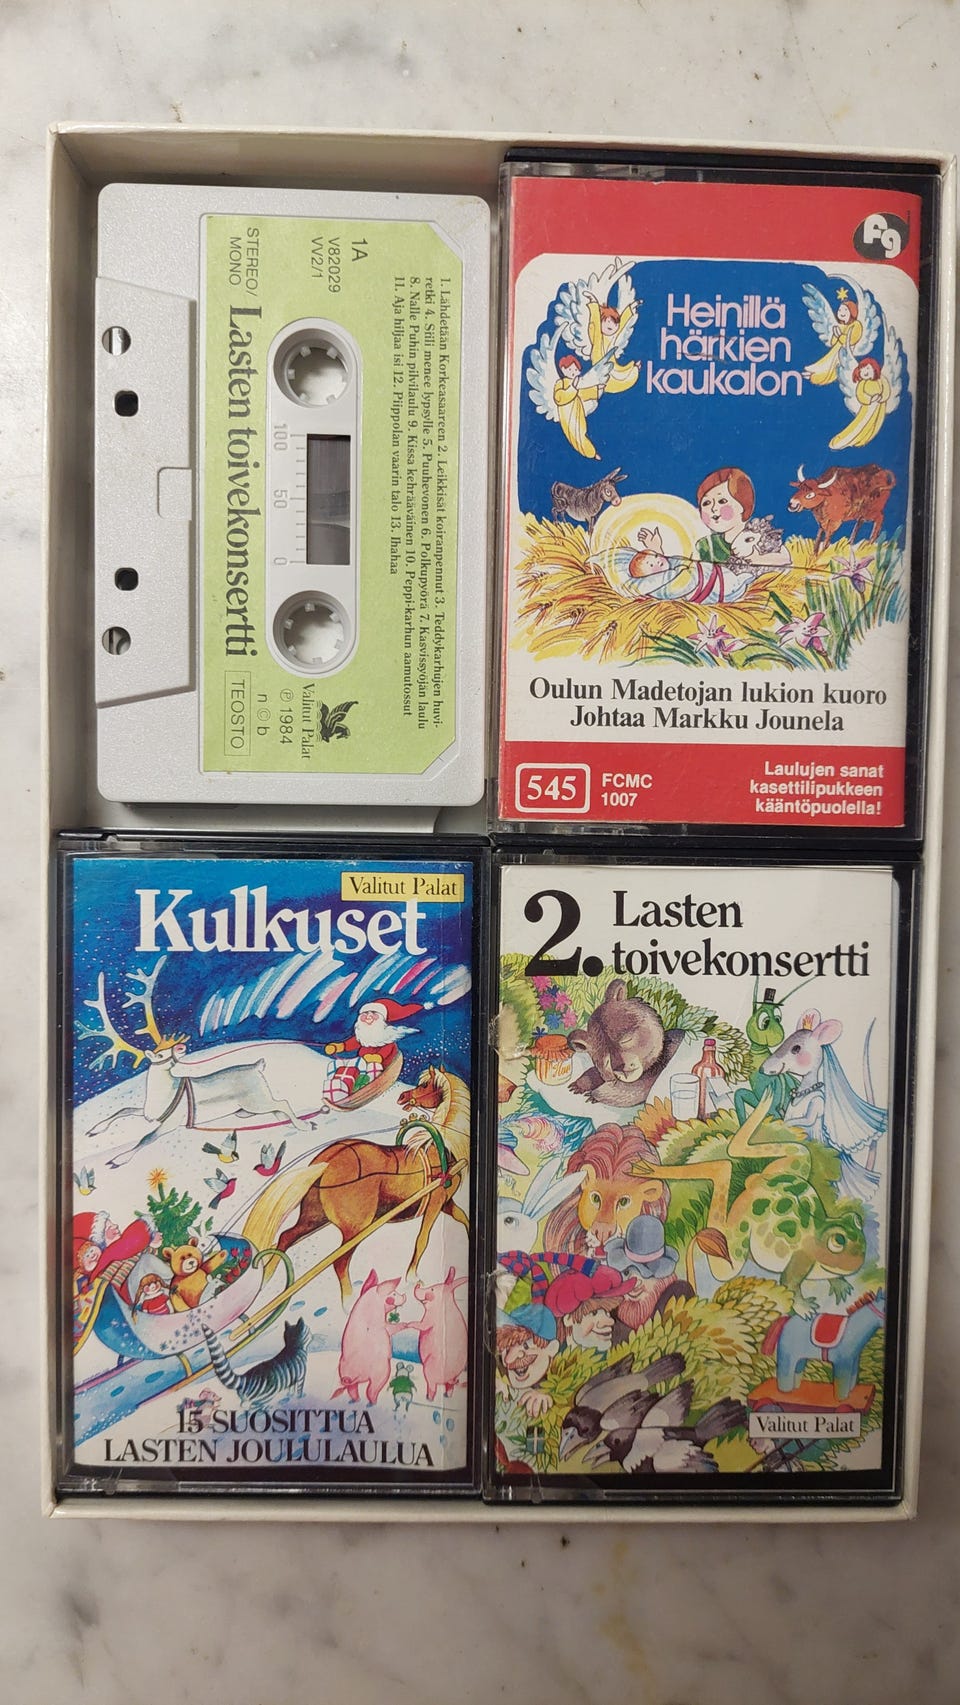 1A
V82029
VV2/1
1. Lähdetään Korkeasaareen 2. Leikkisät koiranpennut 3. Teddykarhujen huvi-
retki 4. Siili menee lypsylle 5. Puuhevonen 6. Polkupyörä 7. Kasvissyöjän laulu
8. Nalle Puhin pilvilaulu 9. Kissa kehrääväinen 10. Peppi-karhun aamutossut
11. Aja hiljaa isi 12. Piippolan vaarin talo 13. Ihahaa
100 50 0
Valitut Palat
℗ 1984
n©b
TEOSTO
STEREO/
MONO
Lasten toivekonsertti
Fg
Heinillä
härkien
kaukalon
Oulun Madetojan lukion kuoro
Johtaa Markku Jounela
545
FCMC
1007
Laulujen sanat
kasettilipukkeen
kääntöpuolella!
Valitut Palat
Kulkuset
15 SUOSITTUA
LASTEN JOULULAULUA
2. Lasten
toivekonsertti
Valitut Palat